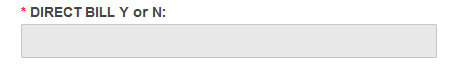 * DIRECT BILL Y or N: